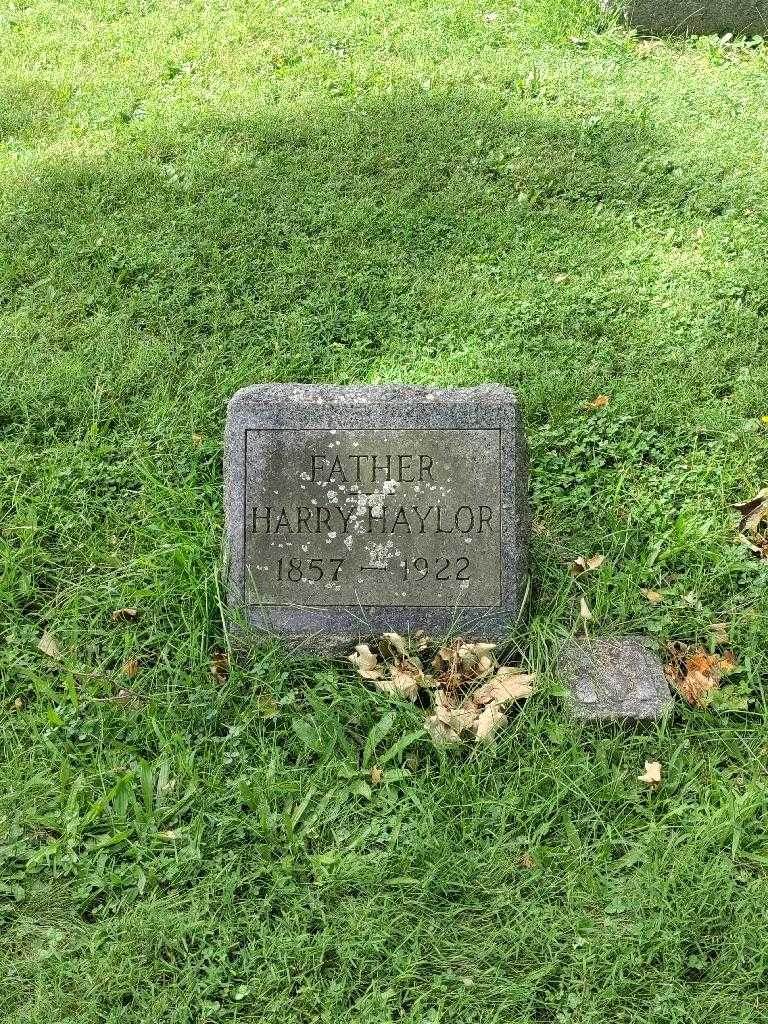 FATHER
HARRY HAYLOR
1857 — 1922